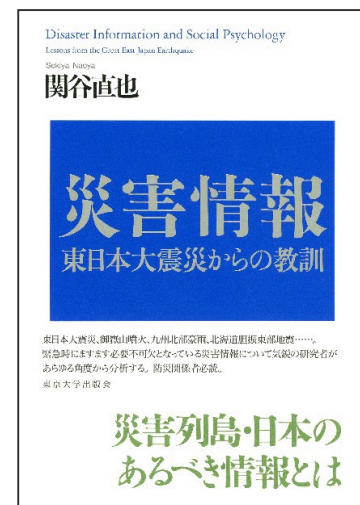 Disaster Information and Social Psychology
Lessons from the Great East Japan Earthquake
Sekiya Naoya
関谷直也
災害情報
東日本大震災からの教訓
東日本大震災、御嶽山噴火、九州北部豪雨、北海道胆振東部地震……。
緊急時にますます必要不可欠となっている災害情報について気鋭の研究者が
あらゆる角度から分析する。防災関係者必読。
東京大学出版会
災害列島・日本の
あるべき情報とは